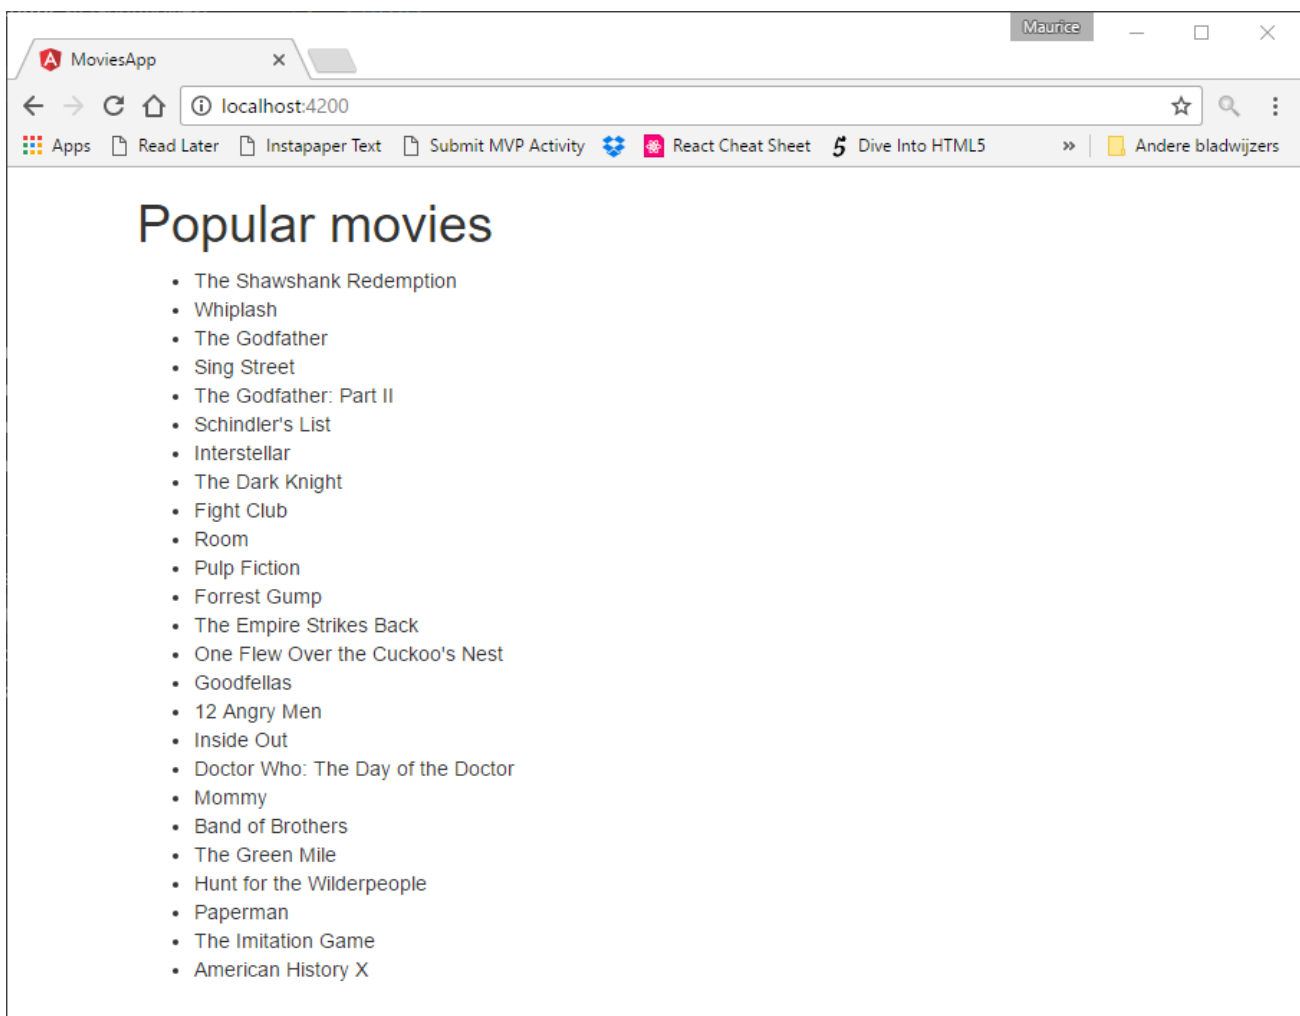 Maurice
MoviesApp
localhost:4200
Apps Read Later Instapaper Text Submit MVP Activity React Cheat Sheet Dive Into HTML5 » Andere bladwijzers
Popular movies
• The Shawshank Redemption
• Whiplash
• The Godfather
• Sing Street
• The Godfather: Part II
• Schindler's List
• Interstellar
• The Dark Knight
• Fight Club
• Room
• Pulp Fiction
• Forrest Gump
• The Empire Strikes Back
• One Flew Over the Cuckoo's Nest
• Goodfellas
• 12 Angry Men
• Inside Out
• Doctor Who: The Day of the Doctor
• Mommy
• Band of Brothers
• The Green Mile
• Hunt for the Wilderpeople
• Paperman
• The Imitation Game
• American History X